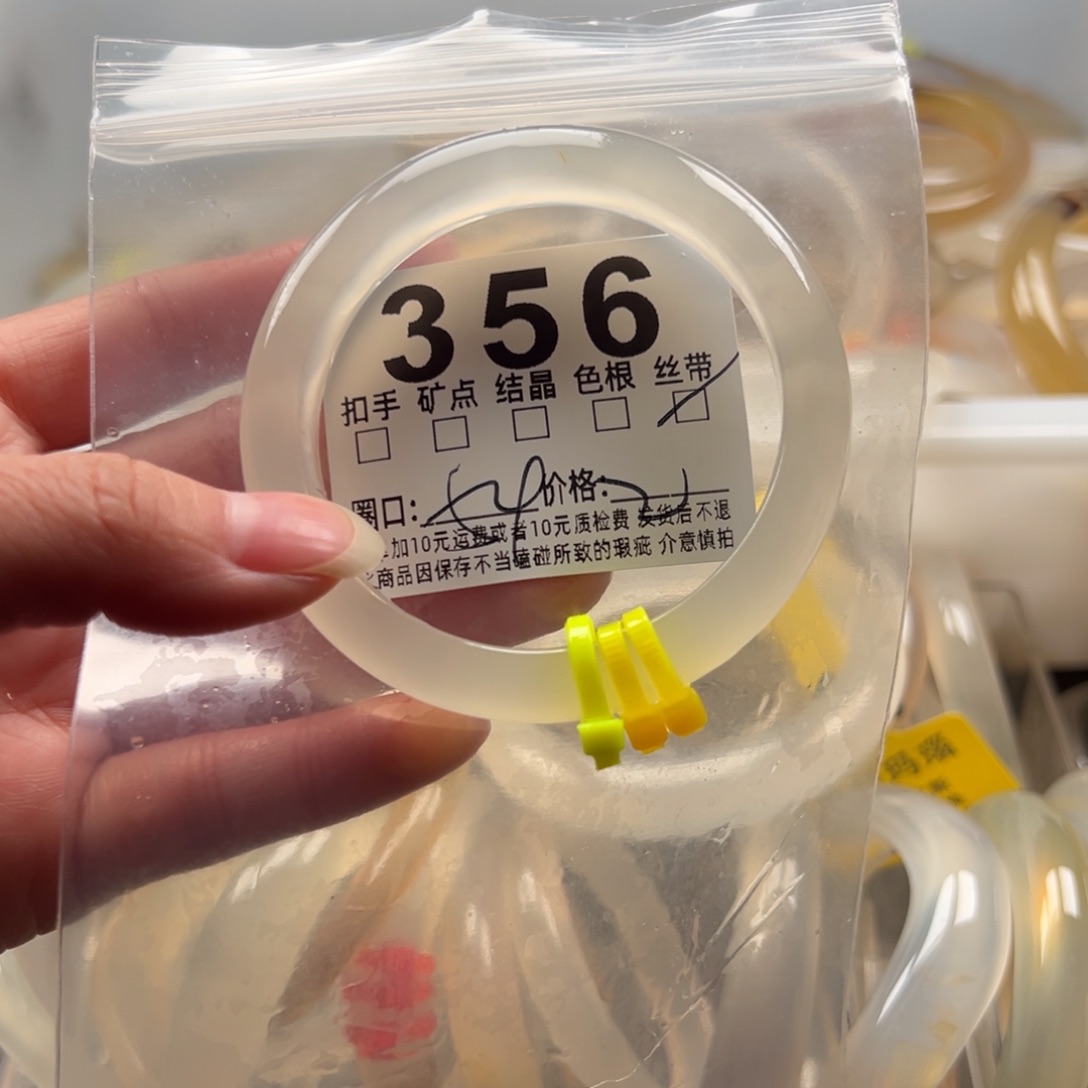 356
扣手 矿点 结晶 色根 丝带
圈口: 价格:
加10元运费或者10元质检费 发货后不退
商品因保存不当磕碰所致的瑕疵 介意慎拍
玛瑙